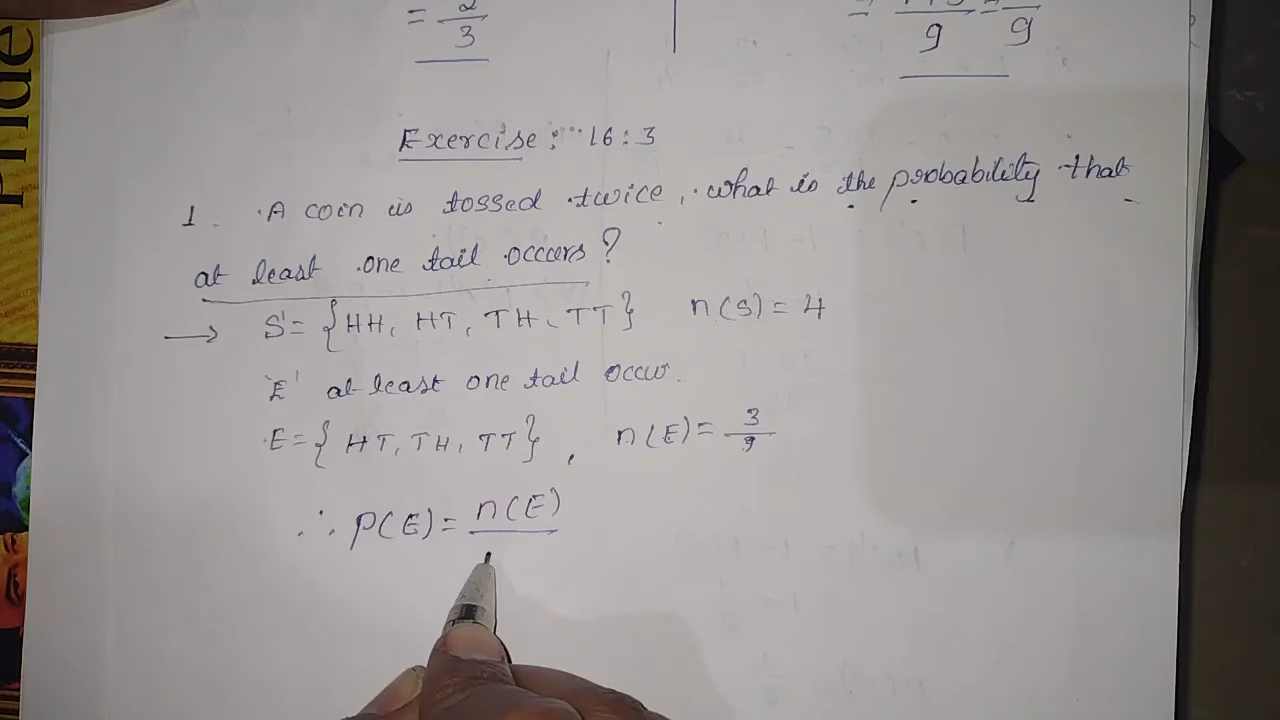 = 2/3
9 = 9
Exercise: 16:3
1. A coin is tossed twice, what is the probability that
at least one tail occurs?
→ S = {HH, HT, TH, TT} n(S) = 4
'E' at least one tail occur.
E = { HT, TH, TT}, n(E) = 3
∴ P(E) = n(E)